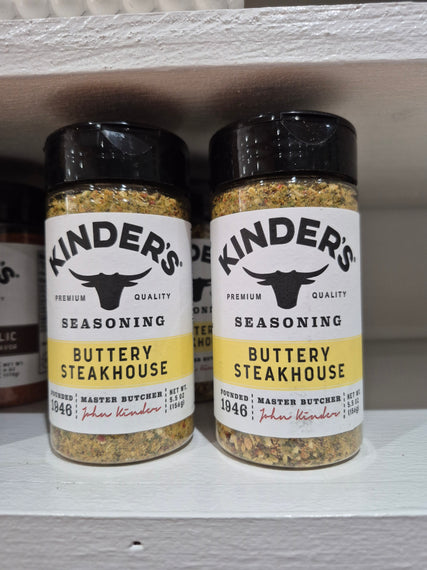 KINDER'S®
PREMIUM QUALITY
SEASONING
BUTTERY
STEAKHOUSE
FOUNDED
1946
MASTER BUTCHER
John Kinder
NET WT.
5.5 OZ
(156g)
KINDER'S®
PREMIUM QUALITY
SEASONING
BUTTERY
STEAKHOUSE
FOUNDED
1946
MASTER BUTCHER
John Kinder
NET WT.
5.5 OZ
(156g)